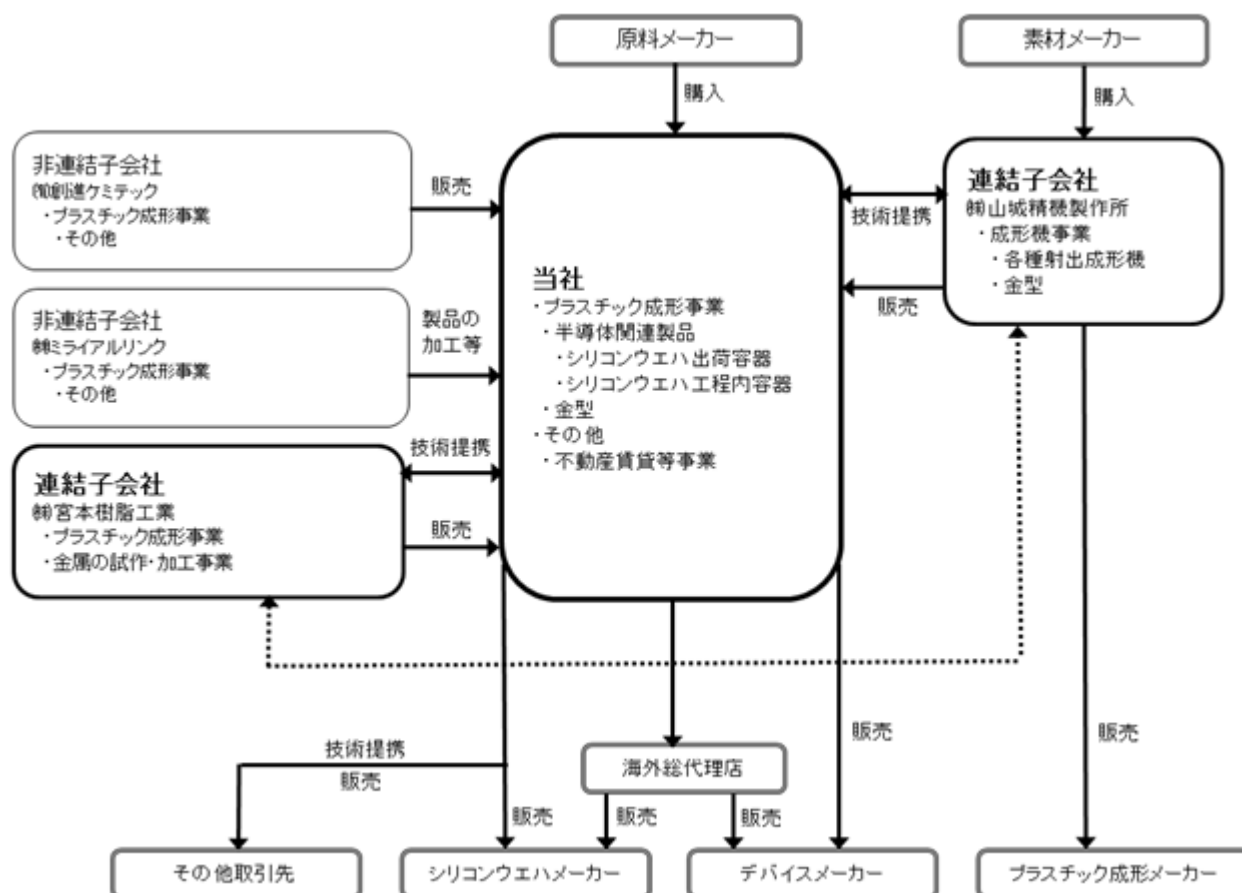 原料メーカー
素材メーカー
購入
購入
非連結子会社
㈲創進ケミテック
・プラスチック成形事業
・その他
販売
非連結子会社
㈱ミライアルリンク
・プラスチック成形事業
・その他
製品の
加工等
連結子会社
㈱宮本樹脂工業
・プラスチック成形事業
・金属の試作・加工事業
技術提携
販売
当社
・プラスチック成形事業
・半導体関連製品
・シリコンウエハ出荷容器
・シリコンウエハ工程内容器
・金型
・その他
・不動産賃貸等事業
技術提携
販売
連結子会社
㈱山城精機製作所
・成形機事業
・各種射出成形機
・金型
技術提携
販売
海外総代理店
販売
販売
販売
販売
販売
その他取引先
シリコンウエハメーカー
デバイスメーカー
プラスチック成形メーカー